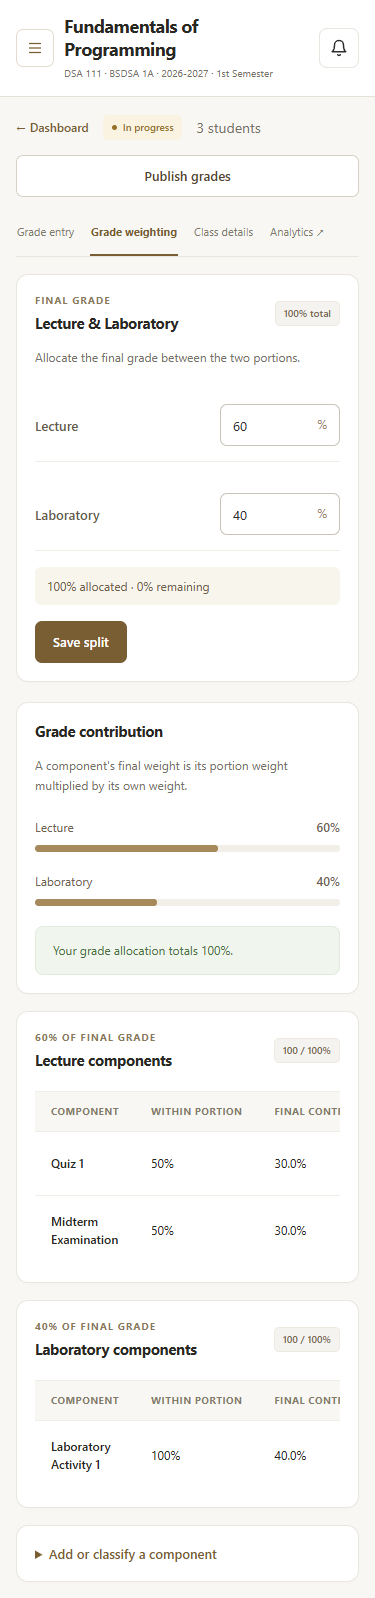 Fundamentals of
Programming
DSA 111 · BSDSA 1A · 2026-2027 · 1st Semester
← Dashboard
In progress
3 students
Publish grades
Grade entry
Grade weighting
Class details
Analytics ↗
FINAL GRADE
Lecture & Laboratory
100% total
Allocate the final grade between the two portions.
Lecture
60 %
Laboratory
40 %
100% allocated · 0% remaining
Save split
Grade contribution
A component's final weight is its portion weight
multiplied by its own weight.
Lecture 60%
Laboratory 40%
Your grade allocation totals 100%.
60% OF FINAL GRADE
Lecture components
100 / 100%
COMPONENT WITHIN PORTION FINAL CONT
Quiz 1 50% 30.0%
Midterm
Examination
50% 30.0%
40% OF FINAL GRADE
Laboratory components
100 / 100%
COMPONENT WITHIN PORTION FINAL CONT
Laboratory
Activity 1
100% 40.0%
▶ Add or classify a component